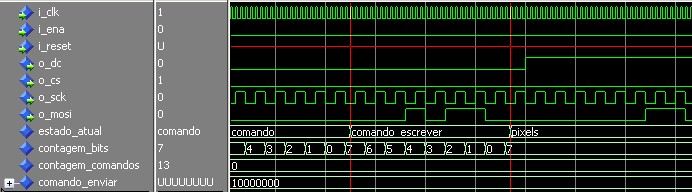 i_clk 1
i_ena 0
i_reset U
o_dc 0
o_cs 1
o_sck 0
o_mosi 0
estado_atual comando comando comando_escrever pixels
contagem_bits 7 4 3 2 1 0 7 6 5 4 3 2 1 0 7
contagem_comandos 13 0
comando_enviar UUUUUUUU 10000000